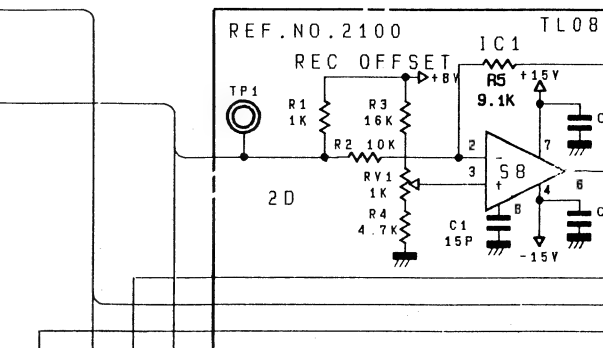 REF.NO.2100
TL08
IC1
REC OFFSET
+8V
R5
9.1K
+15V
TP1
R1
1K
R3
16K
C
R2 10K
2
7
3
S8
6
RV1
1K
2D
4
R4
4.7K
C1
15P
8
C
-15V